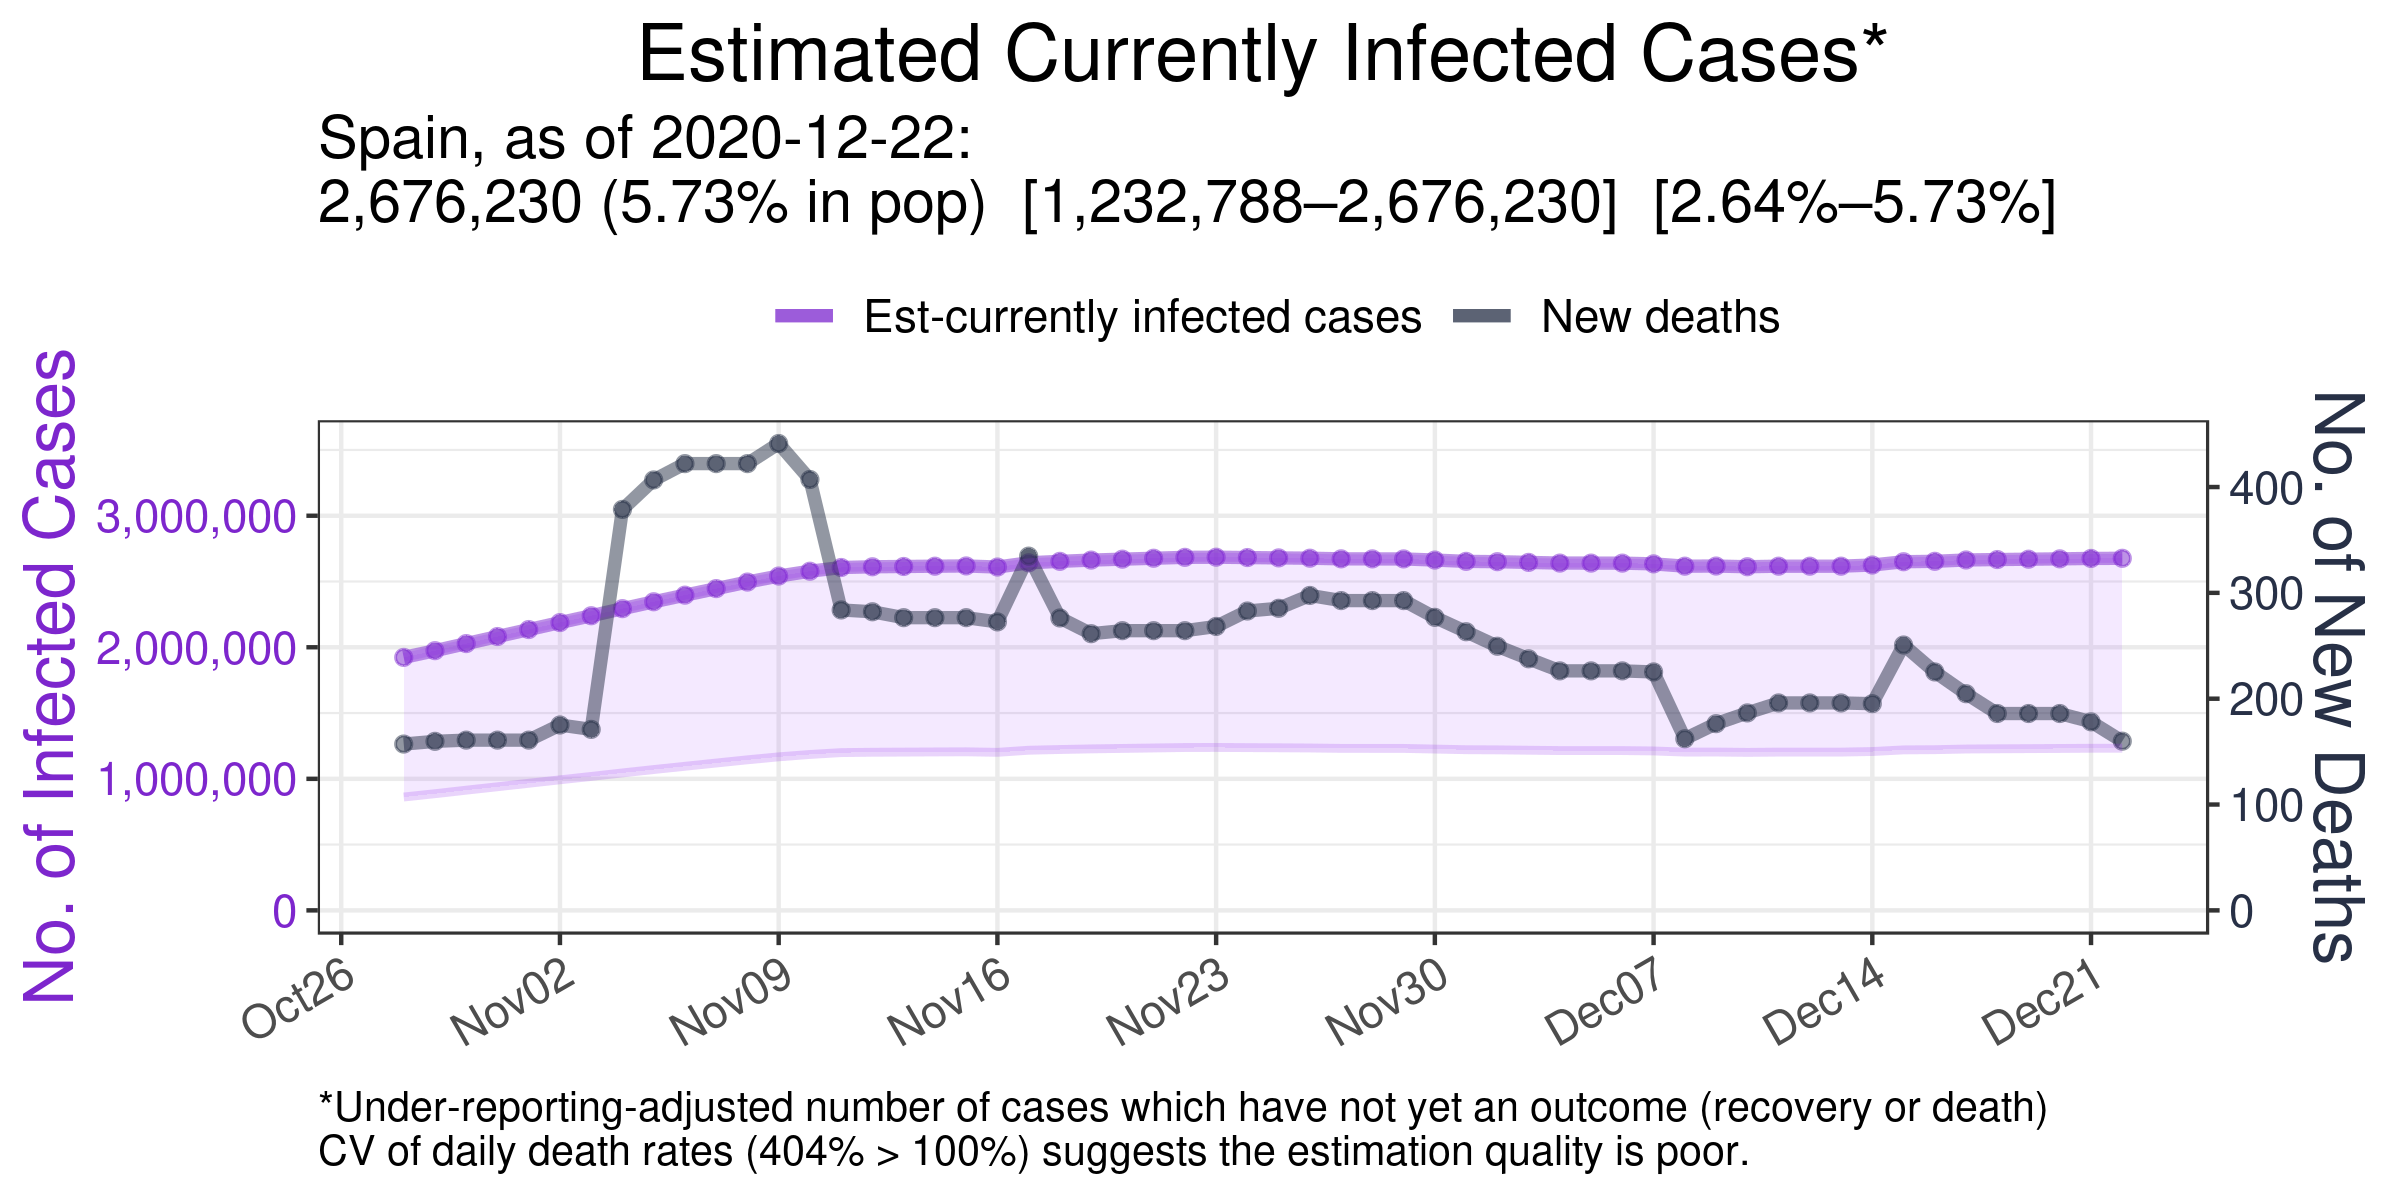 Estimated Currently Infected Cases*
Spain, as of 2020-12-22:
2,676,230 (5.73% in pop)  [1,232,788–2,676,230]  [2.64%–5.73%]
Est-currently infected cases
New deaths
No. of Infected Cases
3,000,000
2,000,000
1,000,000
0
400
300
200
100
0
No. of New Deaths
Oct26
Nov02
Nov09
Nov16
Nov23
Nov30
Dec07
Dec14
Dec21
*Under-reporting-adjusted number of cases which have not yet an outcome (recovery or death)
CV of daily death rates (404% > 100%) suggests the estimation quality is poor.